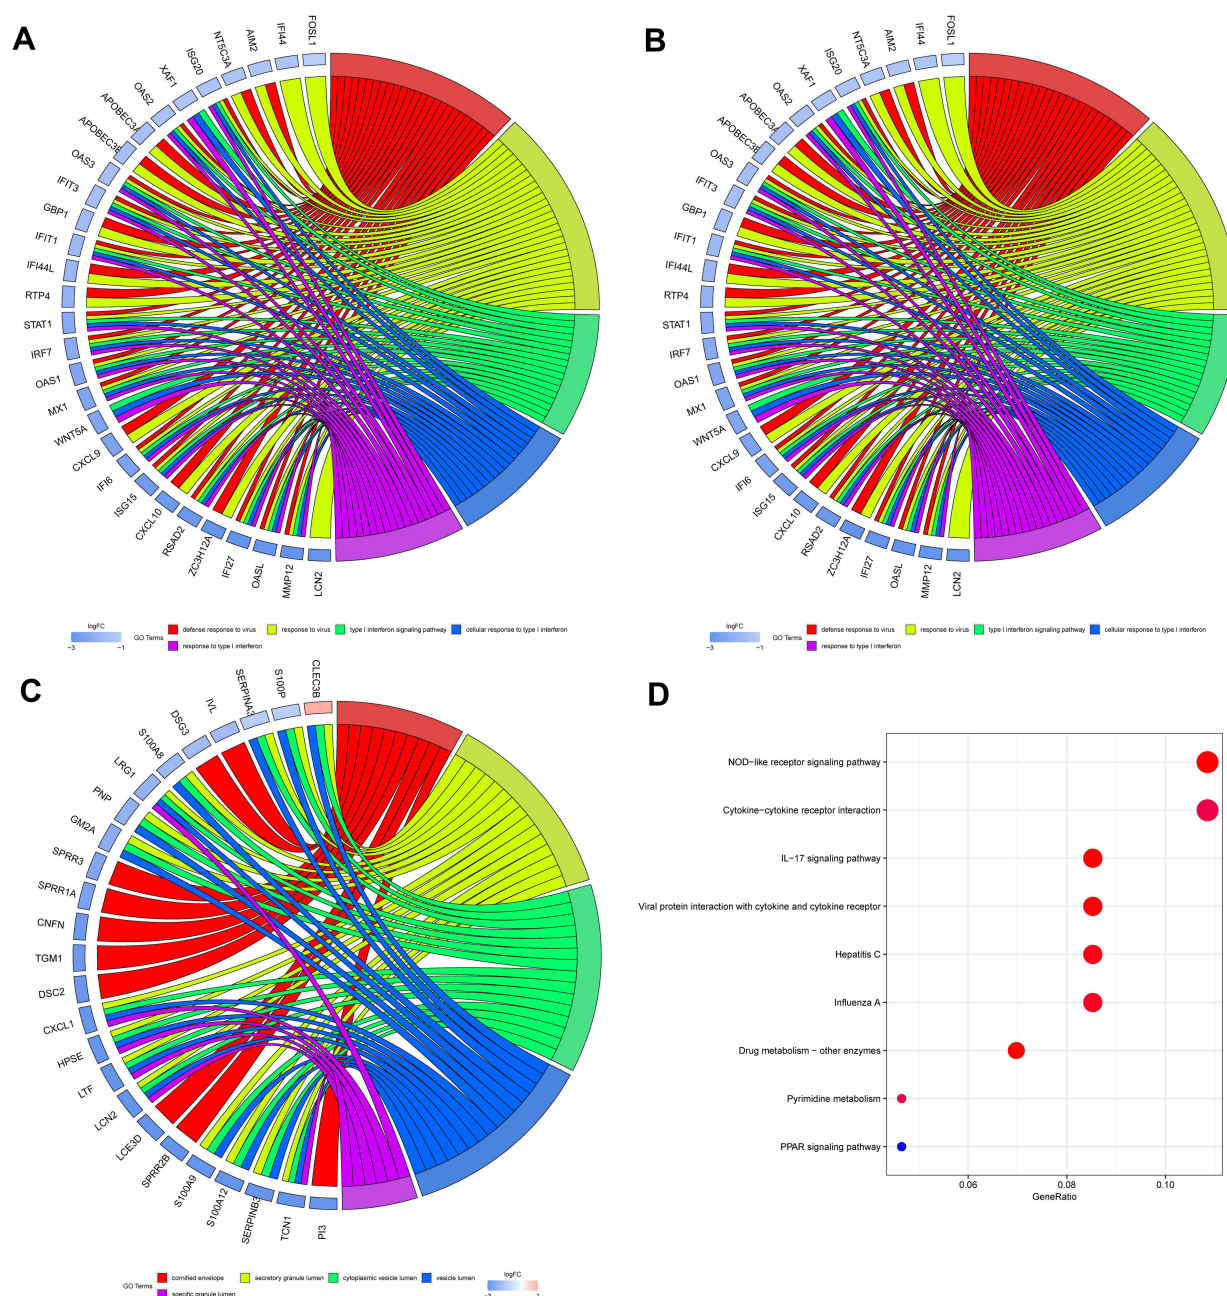 A
FOSL1
IFI44
AIM2
NT5C3A
ISG20
XAF1
OAS2
APOBEC3A
APOBEC3B
OAS3
IFIT3
GBP1
IFIT1
IFI44L
RTP4
STAT1
IRF7
OAS1
MX1
WNT5A
CXCL9
IFI6
ISG15
CXCL10
RSAD2
ZC3H12A
IFI27
OASL
MMP12
LCN2
logFC
−3 −1
GO Terms
defense response to virus
response to virus
type I interferon signaling pathway
cellular response to type I interferon
response to type I interferon
B
FOSL1
IFI44
AIM2
NT5C3A
ISG20
XAF1
OAS2
APOBEC3A
APOBEC3B
OAS3
IFIT3
GBP1
IFIT1
IFI44L
RTP4
STAT1
IRF7
OAS1
MX1
WNT5A
CXCL9
IFI6
ISG15
CXCL10
RSAD2
ZC3H12A
IFI27
OASL
MMP12
LCN2
logFC
−3 −1
GO Terms
defense response to virus
response to virus
type I interferon signaling pathway
cellular response to type I interferon
response to type I interferon
C
CLEC3B
S100P
SERPINA3
IVL
DSG3
S100A8
LRG1
PNP
GM2A
SPRR3
SPRR1A
CNFN
TGM1
DSC2
CXCL1
HPSE
LTF
LCN2
LCE3D
SPRR2B
S100A9
S100A12
SERPINB3
TCN1
PI3
GO Terms
cornified envelope
secretory granule lumen
cytoplasmic vesicle lumen
vesicle lumen
specific granule lumen
logFC
D
NOD−like receptor signaling pathway
Cytokine−cytokine receptor interaction
IL−17 signaling pathway
Viral protein interaction with cytokine and cytokine receptor
Hepatitis C
Influenza A
Drug metabolism − other enzymes
Pyrimidine metabolism
PPAR signaling pathway
0.06 0.08 0.10
GeneRatio